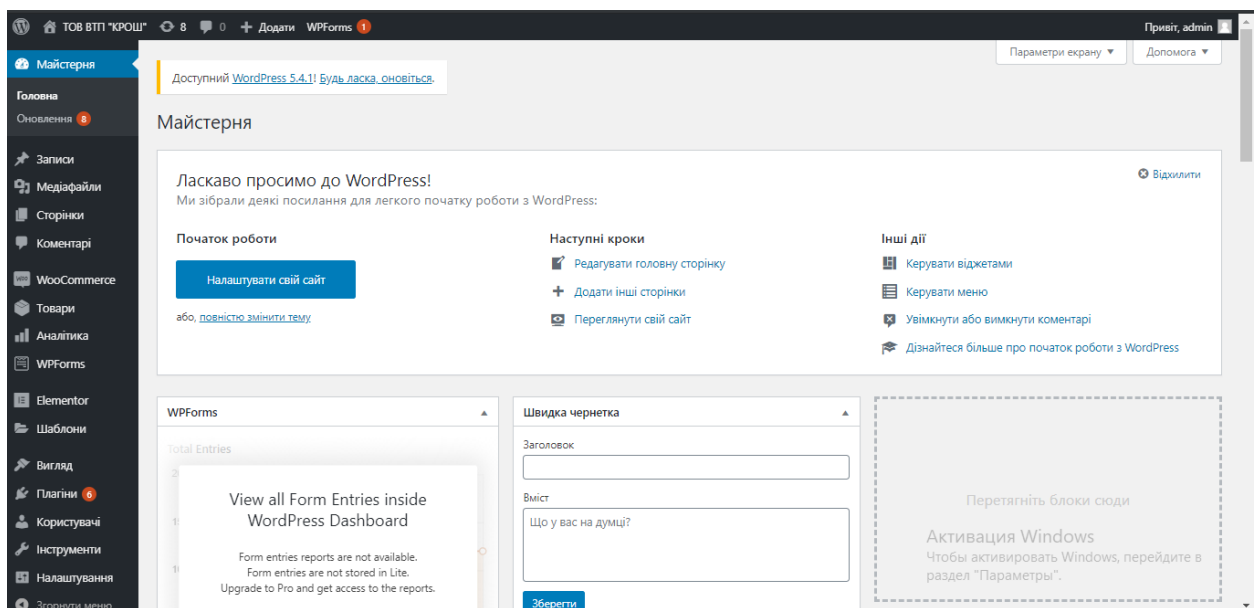 ТОВ ВТП "КРОШ" 8 0 + Додати WPForms 1 Привіт, admin
Параметри екрану ▼ Допомога ▼
Майстерня
Головна
Оновлення 8
Записи
Медіафайли
Сторінки
Коментарі
WooCommerce
Товари
Аналітика
WPForms
Elementor
Шаблони
Вигляд
Плагіни 6
Користувачі
Інструменти
Налаштування
Згорнути меню
Доступний WordPress 5.4.1! Будь ласка, оновіться.
Майстерня
Ласкаво просимо до WordPress!
Відхилити
Ми зібрали деякі посилання для легкого початку роботи з WordPress:
Початок роботи
Налаштувати свій сайт
або, повністю змінити тему
Наступні кроки
Редагувати головну сторінку
Додати інші сторінки
Переглянути свій сайт
Інші дії
Керувати віджетами
Керувати меню
Увімкнути або вимкнути коментарі
Дізнайтеся більше про початок роботи з WordPress
WPForms
Total Entries
View all Form Entries inside
WordPress Dashboard
Form entries reports are not available.
Form entries are not stored in Lite.
Upgrade to Pro and get access to the reports.
Швидка чернетка
Заголовок
Вміст
Що у вас на думці?
Зберегти
Перетягніть блоки сюди
Активация Windows
Чтобы активировать Windows, перейдите в
раздел "Параметры".